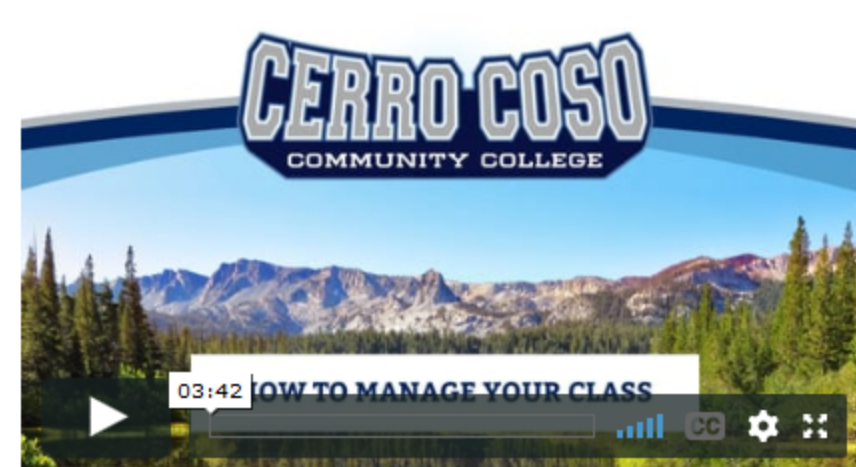 CERRO COSO
COMMUNITY COLLEGE
03:42
OW TO MANAGE YOUR CLASS
CC